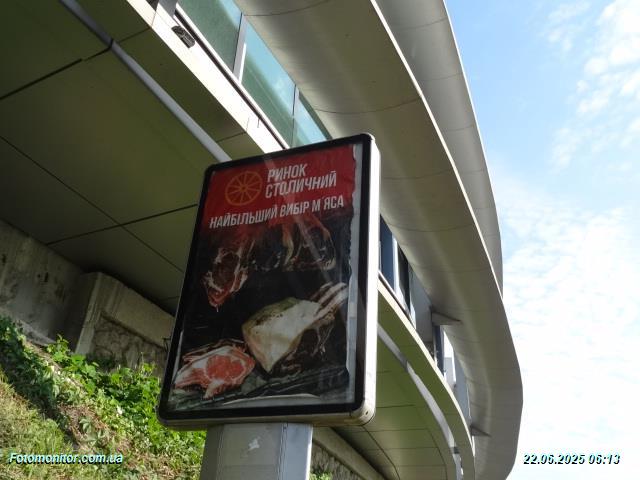 РИНОК
СТОЛИЧНИЙ
НАЙБІЛЬШИЙ ВИБІР М'ЯСА
Fotomonitor.com.ua
22.06.2025 06:13